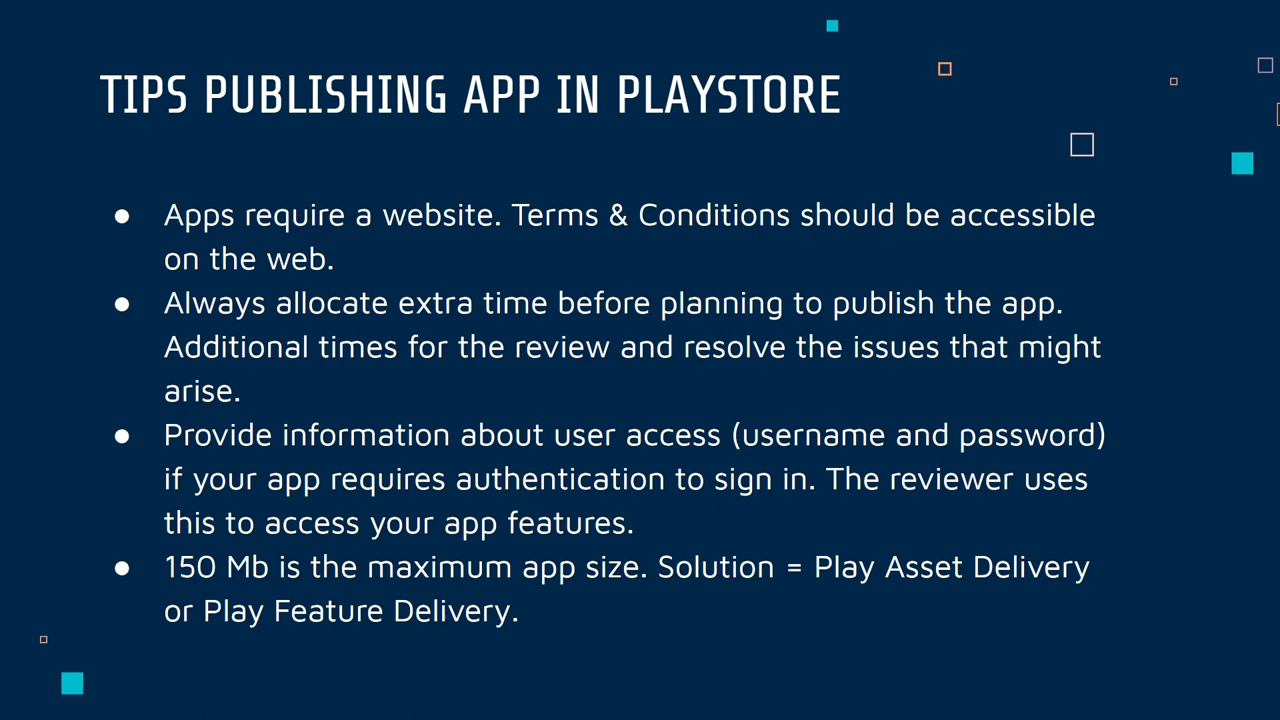 TIPS PUBLISHING APP IN PLAYSTORE
● Apps require a website. Terms & Conditions should be accessible
on the web.
● Always allocate extra time before planning to publish the app.
Additional times for the review and resolve the issues that might
arise.
● Provide information about user access (username and password)
if your app requires authentication to sign in. The reviewer uses
this to access your app features.
● 150 Mb is the maximum app size. Solution = Play Asset Delivery
or Play Feature Delivery.